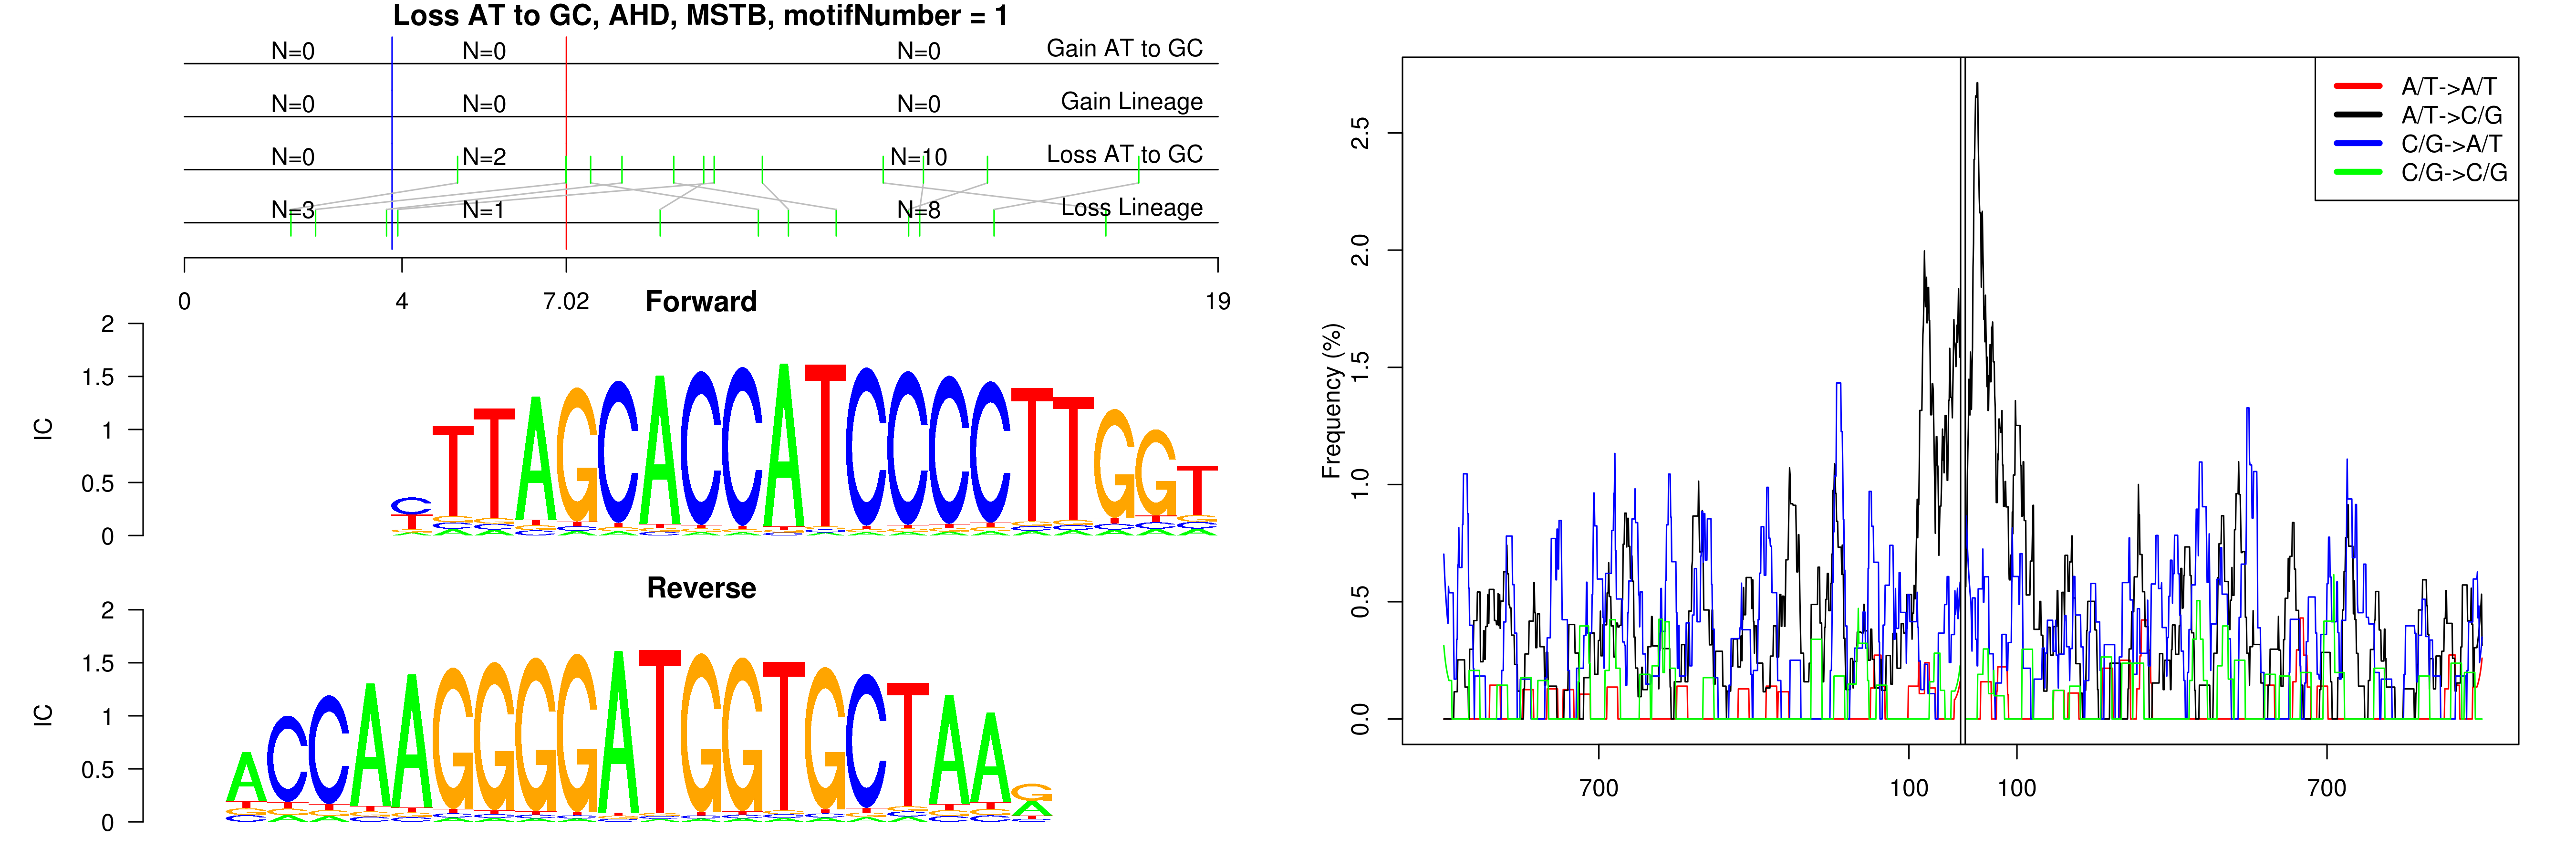 Loss AT to GC, AHD, MSTB, motifNumber = 1
N=0 N=0 N=0 Gain AT to GC
N=0 N=0 N=0 Gain Lineage
N=0 N=2 N=10 Loss AT to GC
N=3 N=1 N=8 Loss Lineage
0 4 7.02 19
Forward
IC
2
1.5
1
0.5
0
CTTAGCACCATCCCCTTGGT
Reverse
IC
2
1.5
1
0.5
0
ACCAAGGGGATGGTGCTAAG
Frequency (%)
2.5
2.0
1.5
1.0
0.5
0.0
700 100 100 700
A/T->A/T
A/T->C/G
C/G->A/T
C/G->C/G